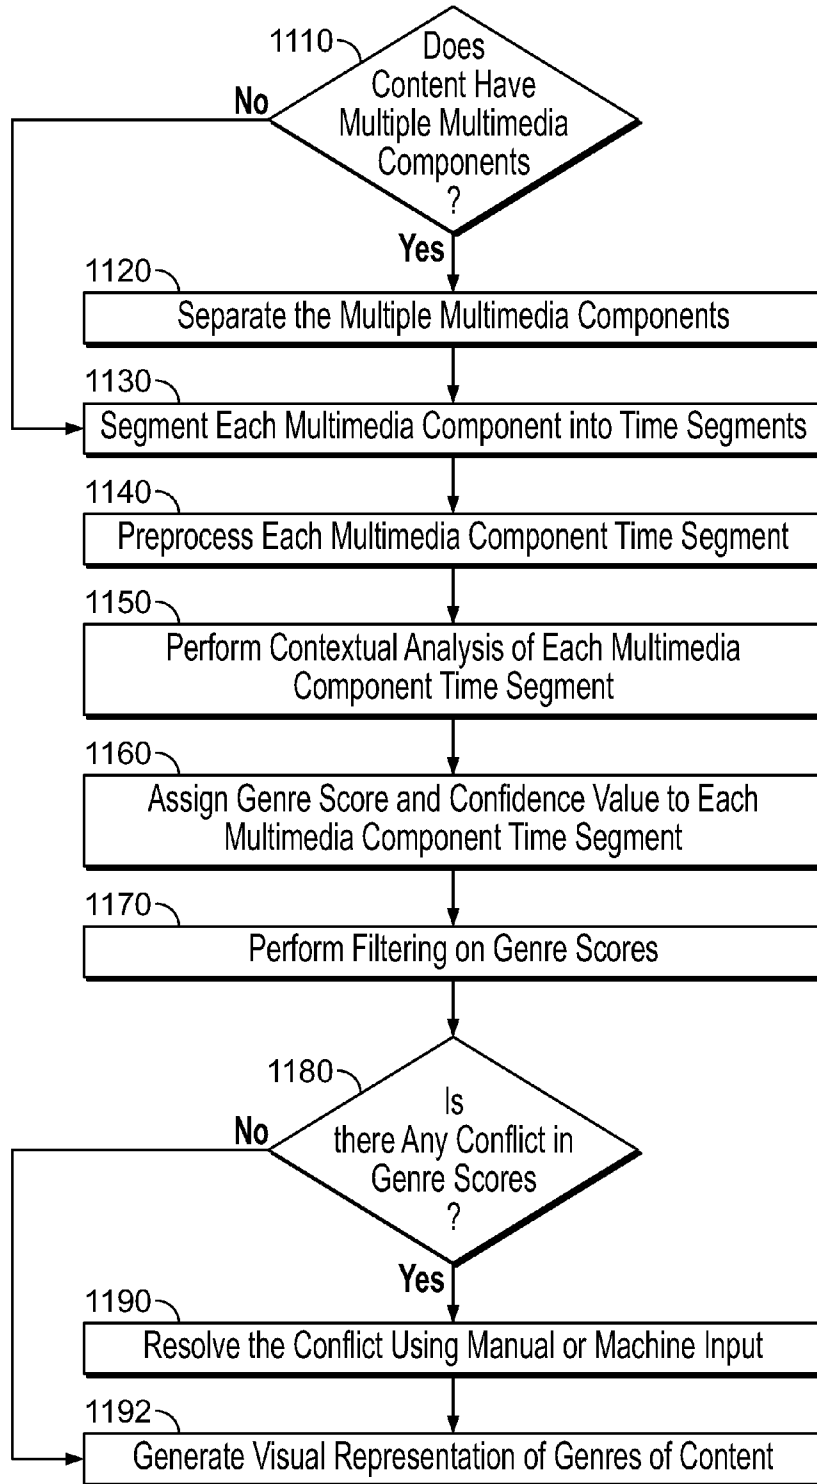 1110
Does
Content Have
Multiple Multimedia
Components
?
No
Yes
1120
Separate the Multiple Multimedia Components
1130
Segment Each Multimedia Component into Time Segments
1140
Preprocess Each Multimedia Component Time Segment
1150
Perform Contextual Analysis of Each Multimedia
Component Time Segment
1160
Assign Genre Score and Confidence Value to Each
Multimedia Component Time Segment
1170
Perform Filtering on Genre Scores
1180
Is
there Any Conflict in
Genre Scores
?
No
Yes
1190
Resolve the Conflict Using Manual or Machine Input
1192
Generate Visual Representation of Genres of Content